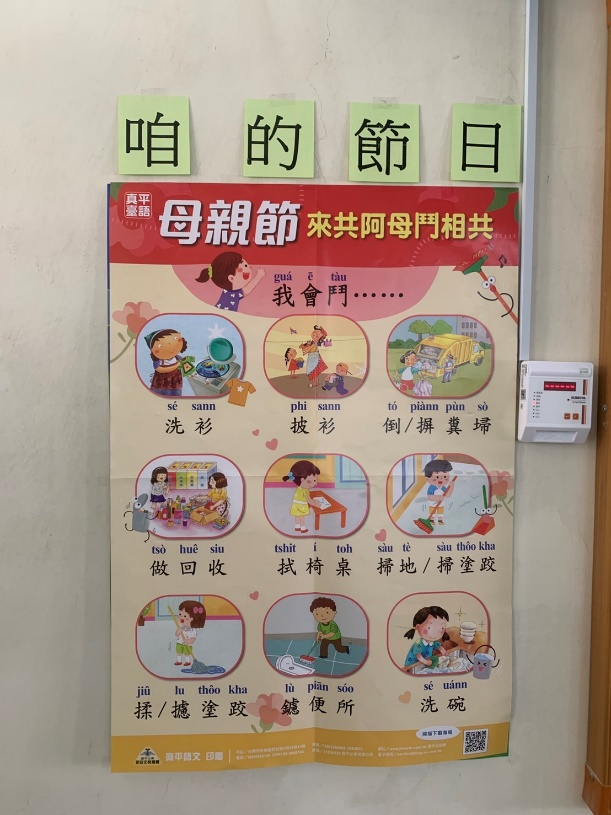 咱的節日
真平
臺語
母親節 來共阿母鬥相共
guá ē tàu
我會鬥……
sé sann
洗衫
phi sann
披衫
tó piànn pùn sò
倒/摒糞埽
tsò huê siu
做回收
tshit í toh
拭椅桌
sàu tè sàu thôo kha
掃地/掃塗跤
jiû lu thôo kha
揉/攄塗跤
lù piān sóo
鑢便所
sé uánn
洗碗
真平語文 印贈